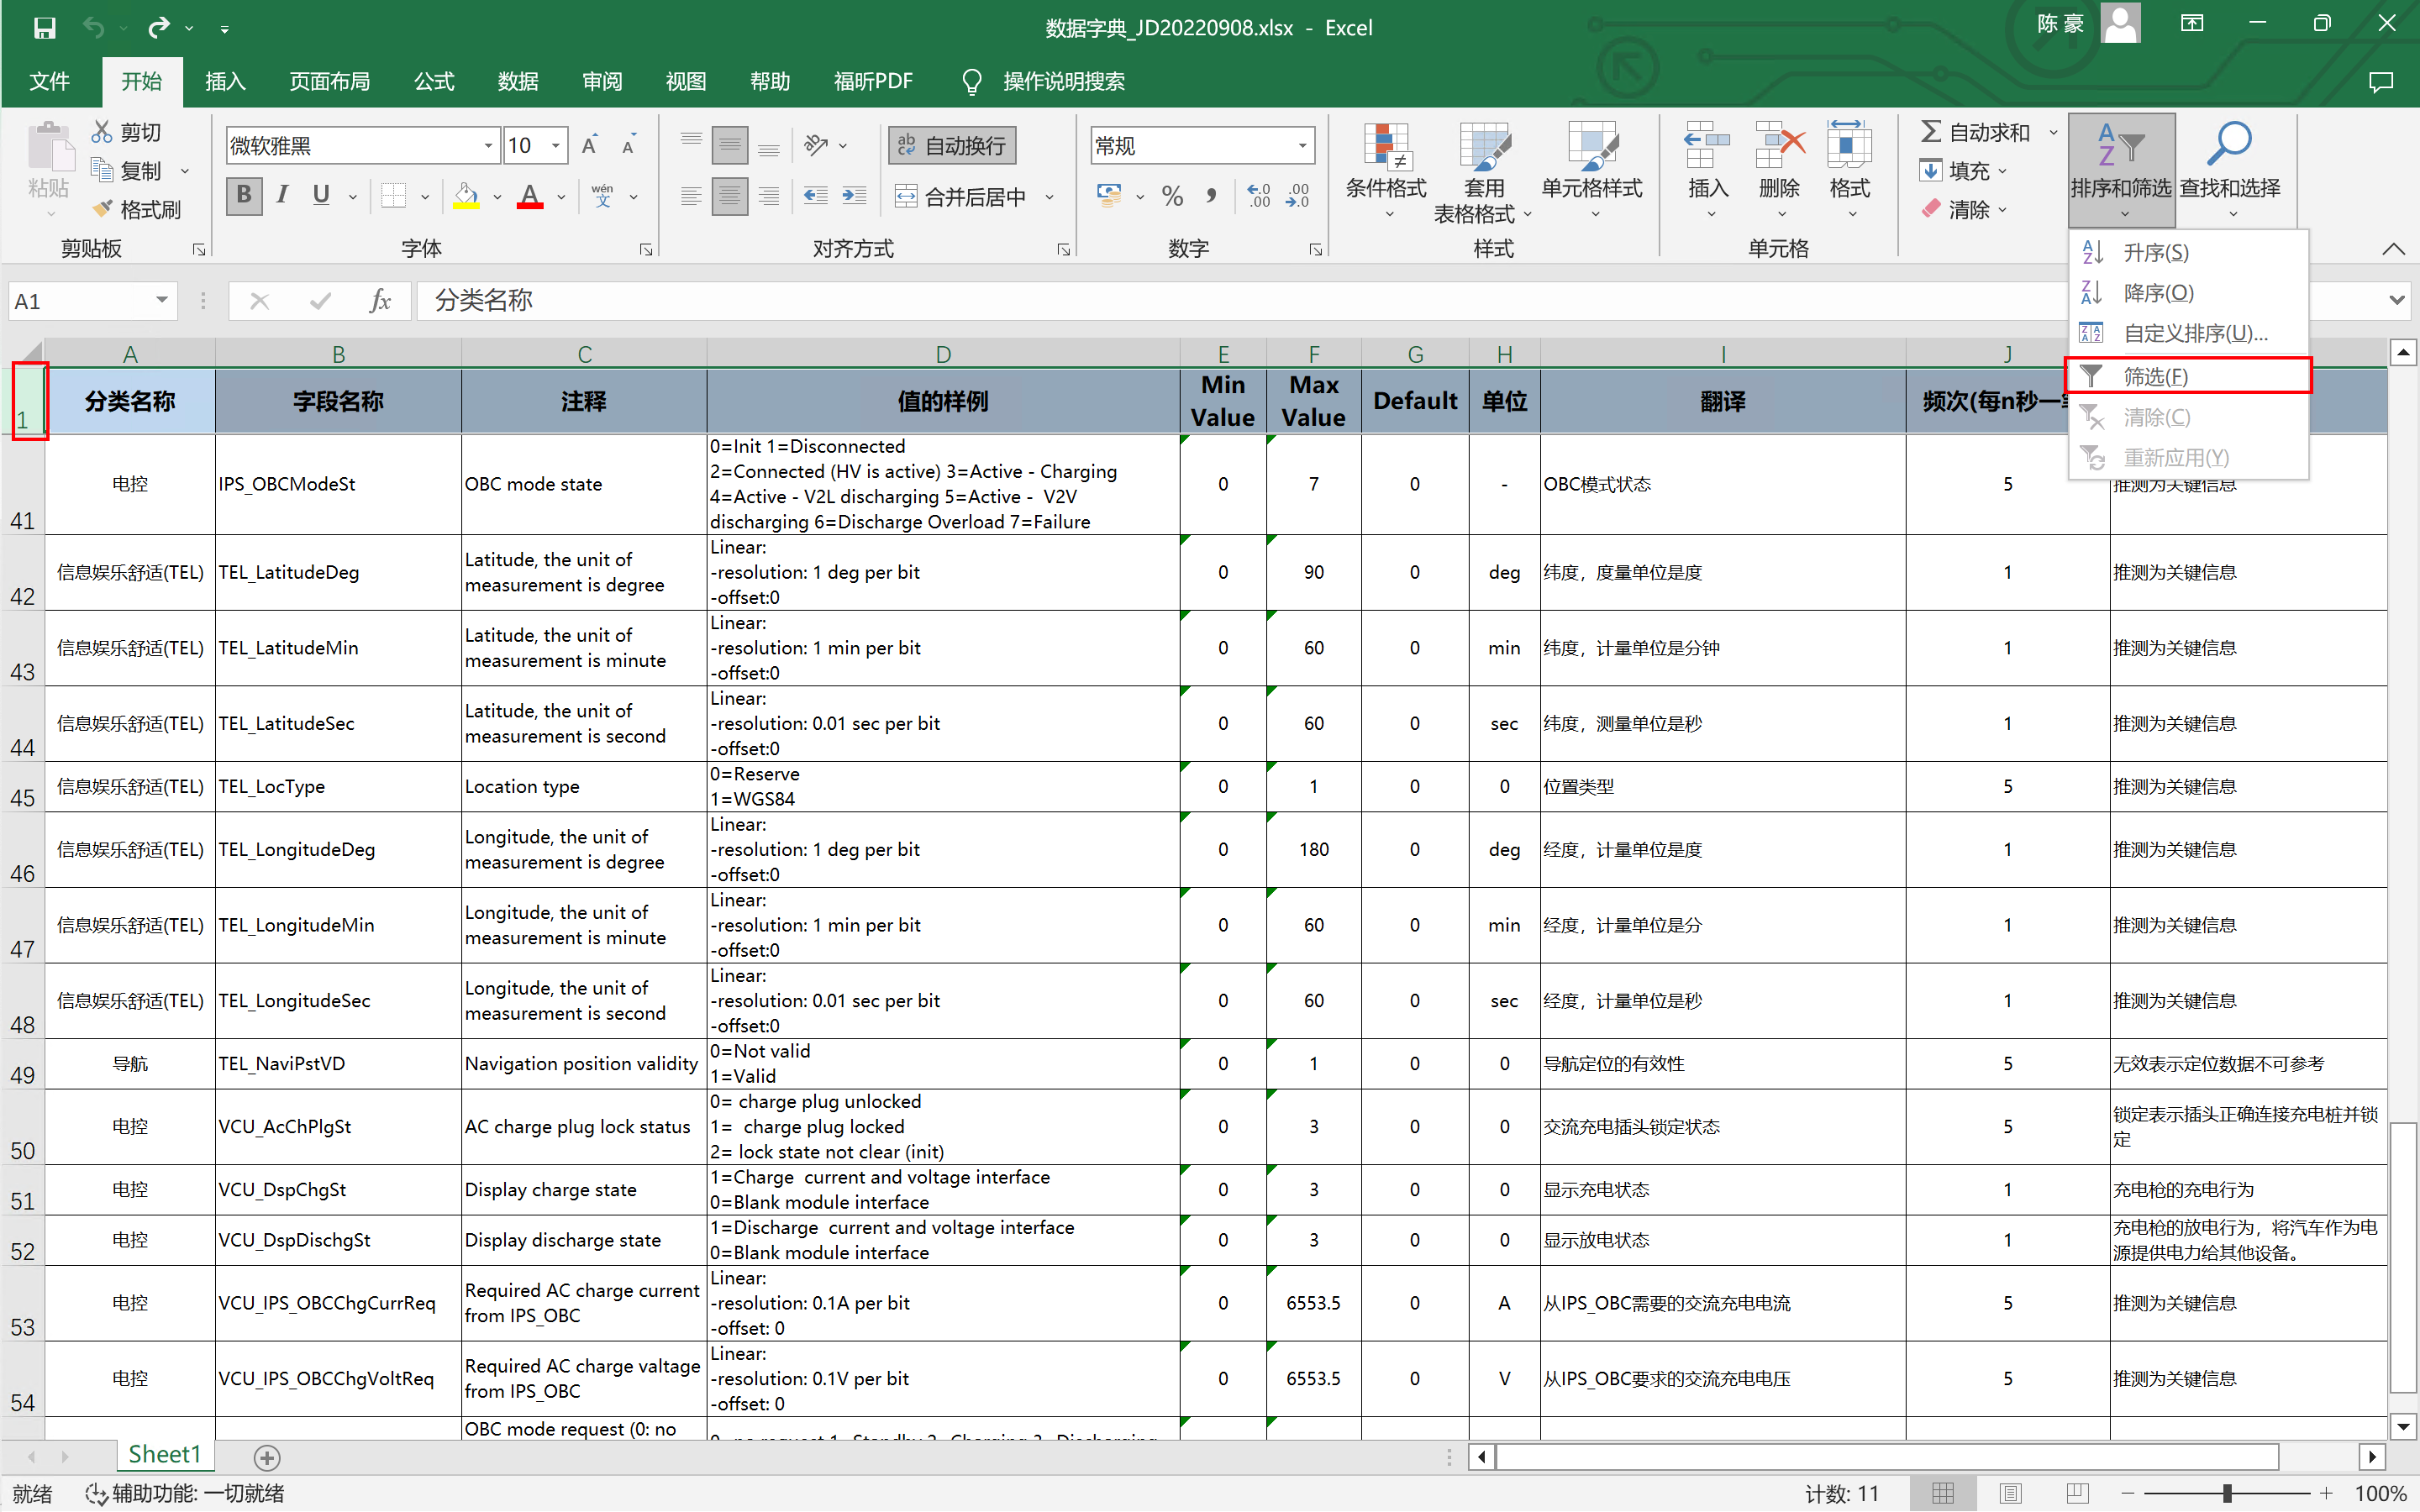 数据字典_JD20220908.xlsx - Excel
陈 豪
文件 开始 插入 页面布局 公式 数据 审阅 视图 帮助 福昕PDF 操作说明搜索
粘贴 剪切 复制 格式刷 剪贴板
微软雅黑 10 字体
自动换行 合并后居中 对齐方式
常规 数字
条件格式 套用表格格式 单元格样式 样式
插入 删除 格式 单元格
自动求和 填充 清除 排序和筛选 查找和选择
升序(S)
降序(O)
自定义排序(U)...
筛选(F)
清除(C)
重新应用(Y)
A1 fx 分类名称
A B C D E F G H I J
1 分类名称 字段名称 注释 值的样例 Min Value Max Value Default 单位 翻译 频次(每n秒一
41 电控 IPS_OBCModeSt OBC mode state 0=Init 1=Disconnected
2=Connected (HV is active) 3=Active - Charging
4=Active - V2L discharging 5=Active - V2V
discharging 6=Discharge Overload 7=Failure 0 7 0 - OBC模式状态 5 推测为关键信息
42 信息娱乐舒适(TEL) TEL_LatitudeDeg Latitude, the unit of measurement is degree Linear:
-resolution: 1 deg per bit
-offset:0 0 90 0 deg 纬度，度量单位是度 1 推测为关键信息
43 信息娱乐舒适(TEL) TEL_LatitudeMin Latitude, the unit of measurement is minute Linear:
-resolution: 1 min per bit
-offset:0 0 60 0 min 纬度，计量单位是分钟 1 推测为关键信息
44 信息娱乐舒适(TEL) TEL_LatitudeSec Latitude, the unit of measurement is second Linear:
-resolution: 0.01 sec per bit
-offset:0 0 60 0 sec 纬度，测量单位是秒 1 推测为关键信息
45 信息娱乐舒适(TEL) TEL_LocType Location type 0=Reserve
1=WGS84 0 1 0 0 位置类型 5 推测为关键信息
46 信息娱乐舒适(TEL) TEL_LongitudeDeg Longitude, the unit of measurement is degree Linear:
-resolution: 1 deg per bit
-offset:0 0 180 0 deg 经度，计量单位是度 1 推测为关键信息
47 信息娱乐舒适(TEL) TEL_LongitudeMin Longitude, the unit of measurement is minute Linear:
-resolution: 1 min per bit
-offset:0 0 60 0 min 经度，计量单位是分 1 推测为关键信息
48 信息娱乐舒适(TEL) TEL_LongitudeSec Longitude, the unit of measurement is second Linear:
-resolution: 0.01 sec per bit
-offset:0 0 60 0 sec 经度，计量单位是秒 1 推测为关键信息
49 导航 TEL_NaviPstVD Navigation position validity 0=Not valid
1=Valid 0 1 0 0 导航定位的有效性 5 无效表示定位数据不可参考
50 电控 VCU_AcChPlgSt AC charge plug lock status 0= charge plug unlocked
1= charge plug locked
2= lock state not clear (init) 0 3 0 0 交流充电插头锁定状态 5 锁定表示插头正确连接充电桩并锁定
51 电控 VCU_DspChgSt Display charge state 1=Charge current and voltage interface
0=Blank module interface 0 3 0 0 显示充电状态 1 充电枪的充电行为
52 电控 VCU_DspDischgSt Display discharge state 1=Discharge current and voltage interface
0=Blank module interface 0 3 0 0 显示放电状态 1 充电枪的放电行为，将汽车作为电源提供电力给其他设备。
53 电控 VCU_IPS_OBCChgCurrReq Required AC charge current from IPS_OBC Linear:
-resolution: 0.1A per bit
-offset: 0 0 6553.5 0 A 从IPS_OBC需要的交流充电电流 5 推测为关键信息
54 电控 VCU_IPS_OBCChgVoltReq Required AC charge valtage from IPS_OBC Linear:
-resolution: 0.1V per bit
-offset: 0 0 6553.5 0 V 从IPS_OBC要求的交流充电电压 5 推测为关键信息
OBC mode request (0: no
Sheet1
就绪 辅助功能: 一切就绪 计数: 11 100%